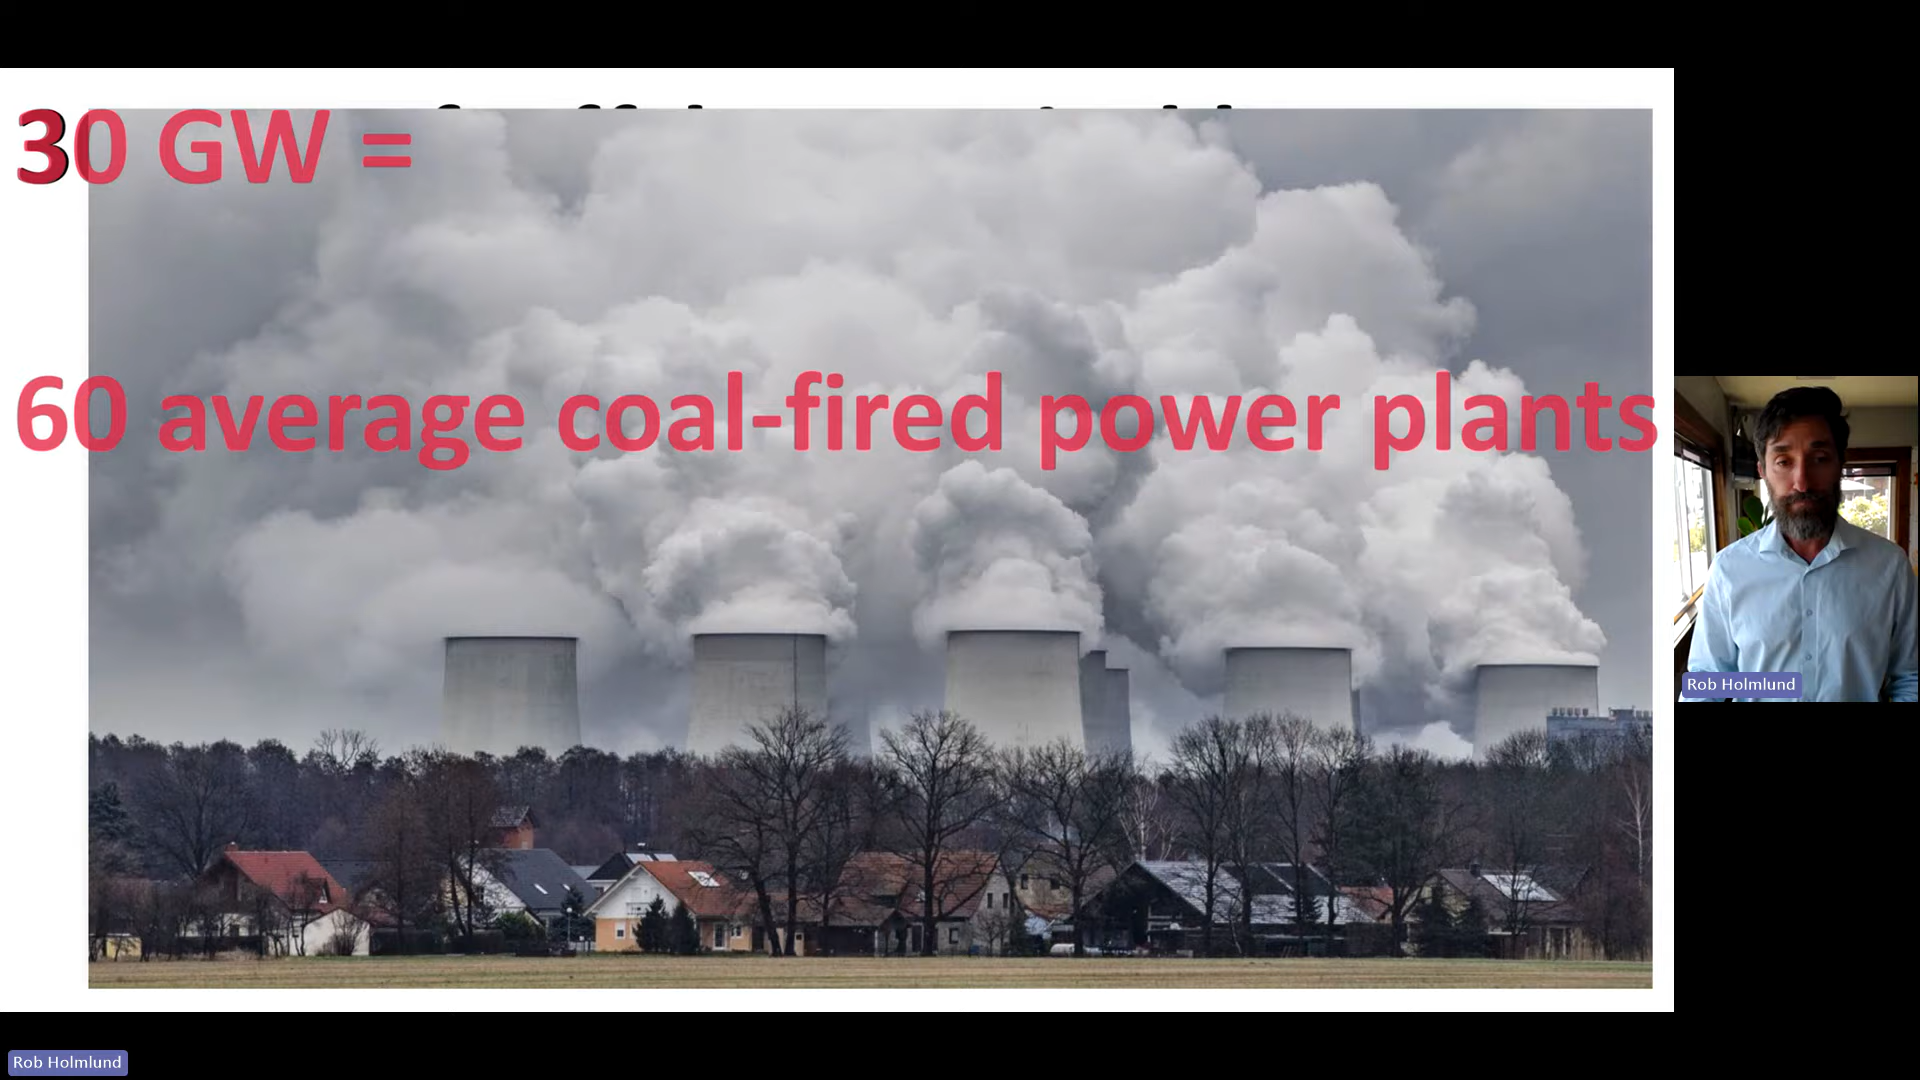 30 GW =
60 average coal-fired power plants
Rob Holmlund
Rob Holmlund